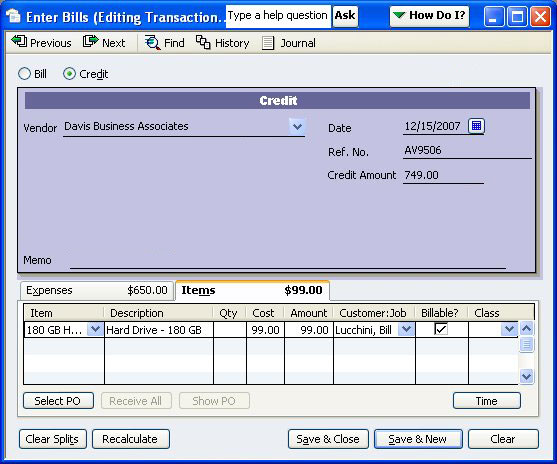 Enter Bills (Editing Transaction... Type a help question Ask How Do I?
Previous Next Find History Journal
Bill Credit
Credit
Vendor Davis Business Associates Date 12/15/2007
Ref. No. AV9506
Credit Amount 749.00
Memo
Expenses $650.00 Items $99.00
Item Description Qty Cost Amount Customer:Job Billable? Class
180 GB H... Hard Drive - 180 GB 99.00 99.00 Lucchini, Bill
Select PO Receive All Show PO Time
Clear Splits Recalculate Save & Close Save & New Clear